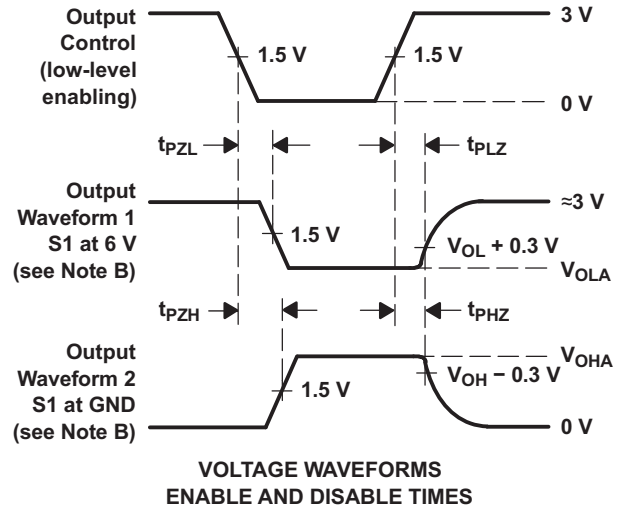 Output
Control
(low-level
enabling)
3 V
1.5 V
1.5 V
0 V
tPZL
tPLZ
Output
Waveform 1
S1 at 6 V
(see Note B)
≈3 V
1.5 V
VOL + 0.3 V
VOLA
tPZH
tPHZ
Output
Waveform 2
S1 at GND
(see Note B)
VOHA
1.5 V
VOH − 0.3 V
0 V
VOLTAGE WAVEFORMS
ENABLE AND DISABLE TIMES